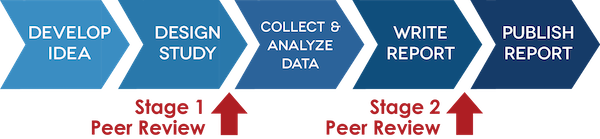 DEVELOP
IDEA
DESIGN
STUDY
COLLECT &
ANALYZE
DATA
WRITE
REPORT
PUBLISH
REPORT
Stage 1
Peer Review
Stage 2
Peer Review